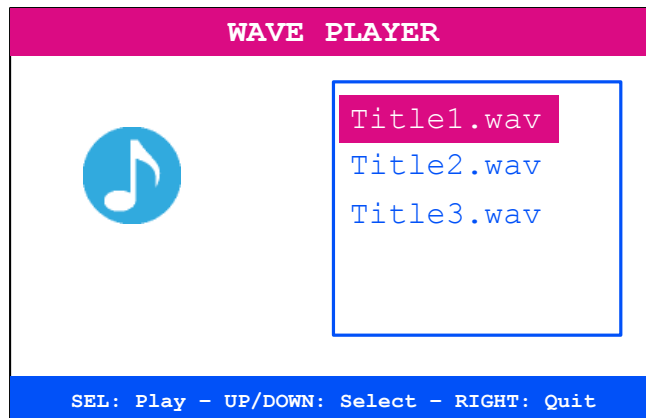 WAVE PLAYER
Title1.wav
Title2.wav
Title3.wav
SEL: Play – UP/DOWN: Select – RIGHT: Quit